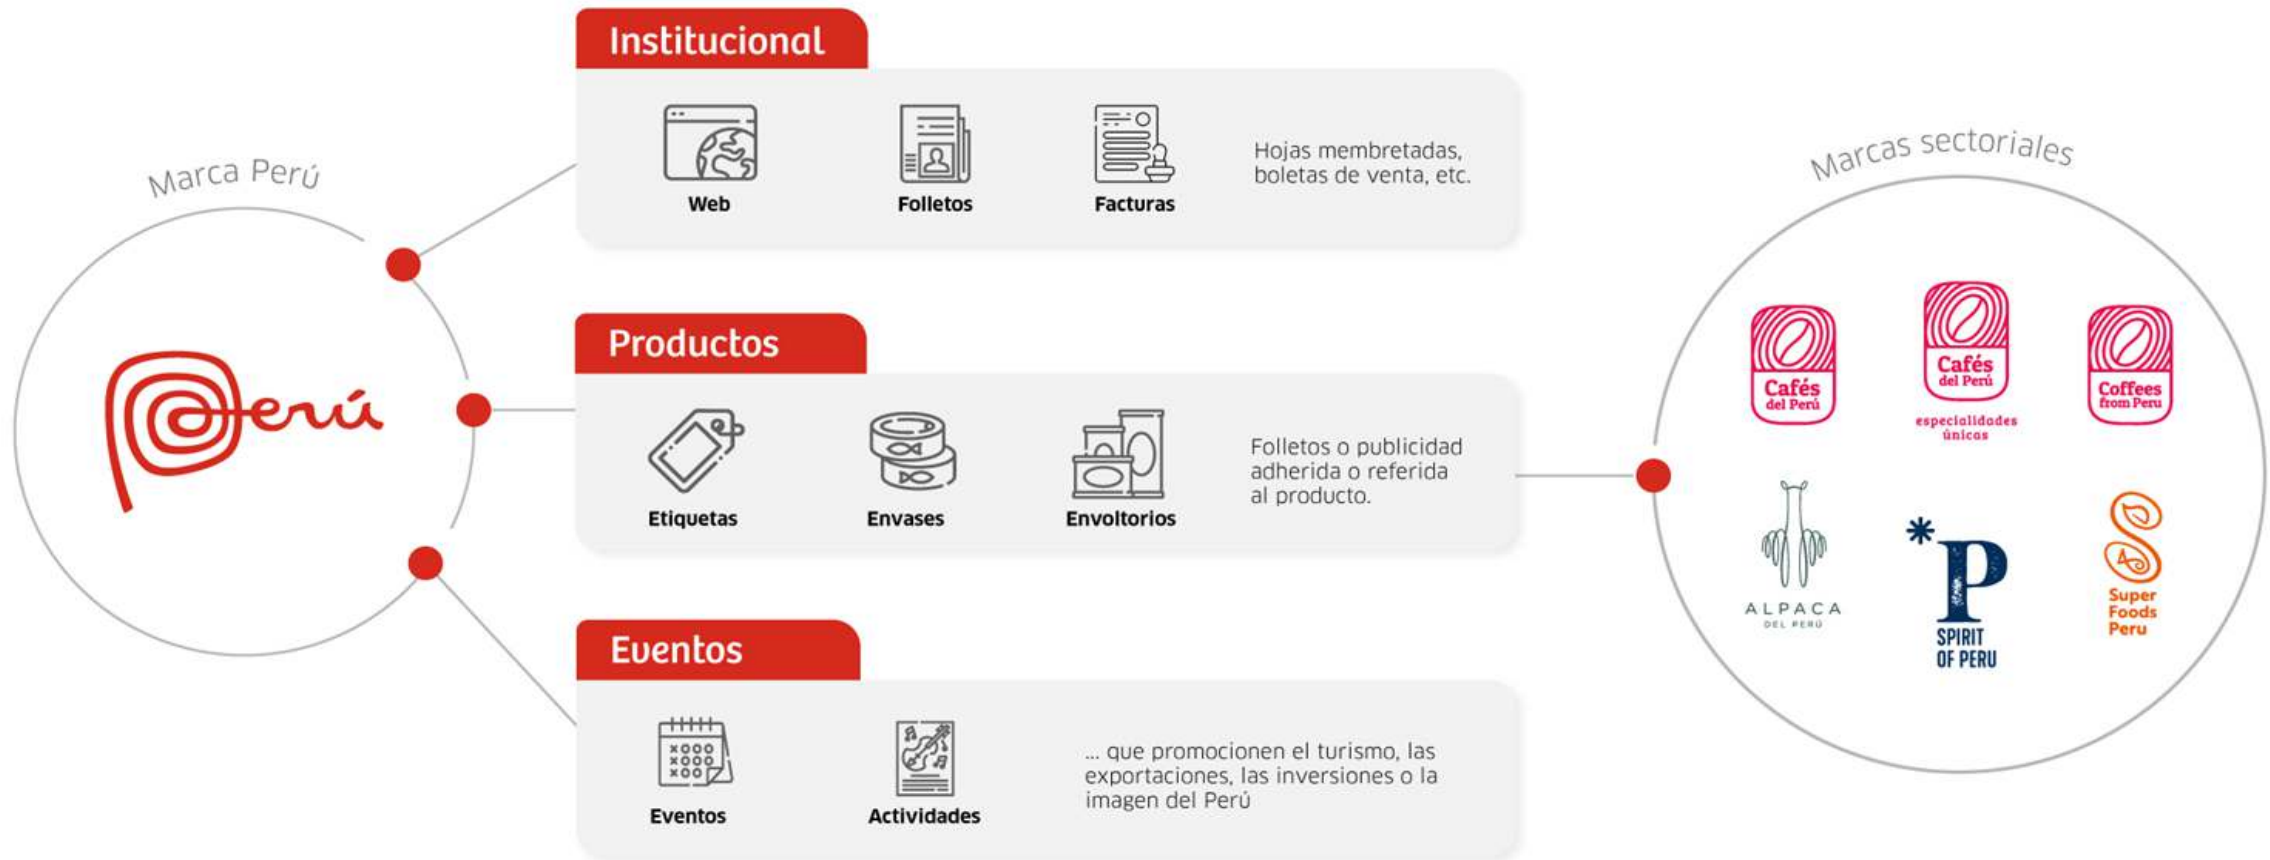 Marca Perú
Perú
Institucional
Web
Folletos
Facturas
Hojas membretadas,
boletas de venta, etc.
Productos
Etiquetas
Envases
Envoltorios
Folletos o publicidad
adherida o referida
al producto.
Eventos
Eventos
Actividades
... que promocionen el turismo, las
exportaciones, las inversiones o la
imagen del Perú
Marcas sectoriales
Cafés
del Perú
Cafés
del Perú
especialidades
únicas
Coffees
from Peru
ALPACA
DEL PERÚ
*P
SPIRIT
OF PERU
Super
Foods
Peru